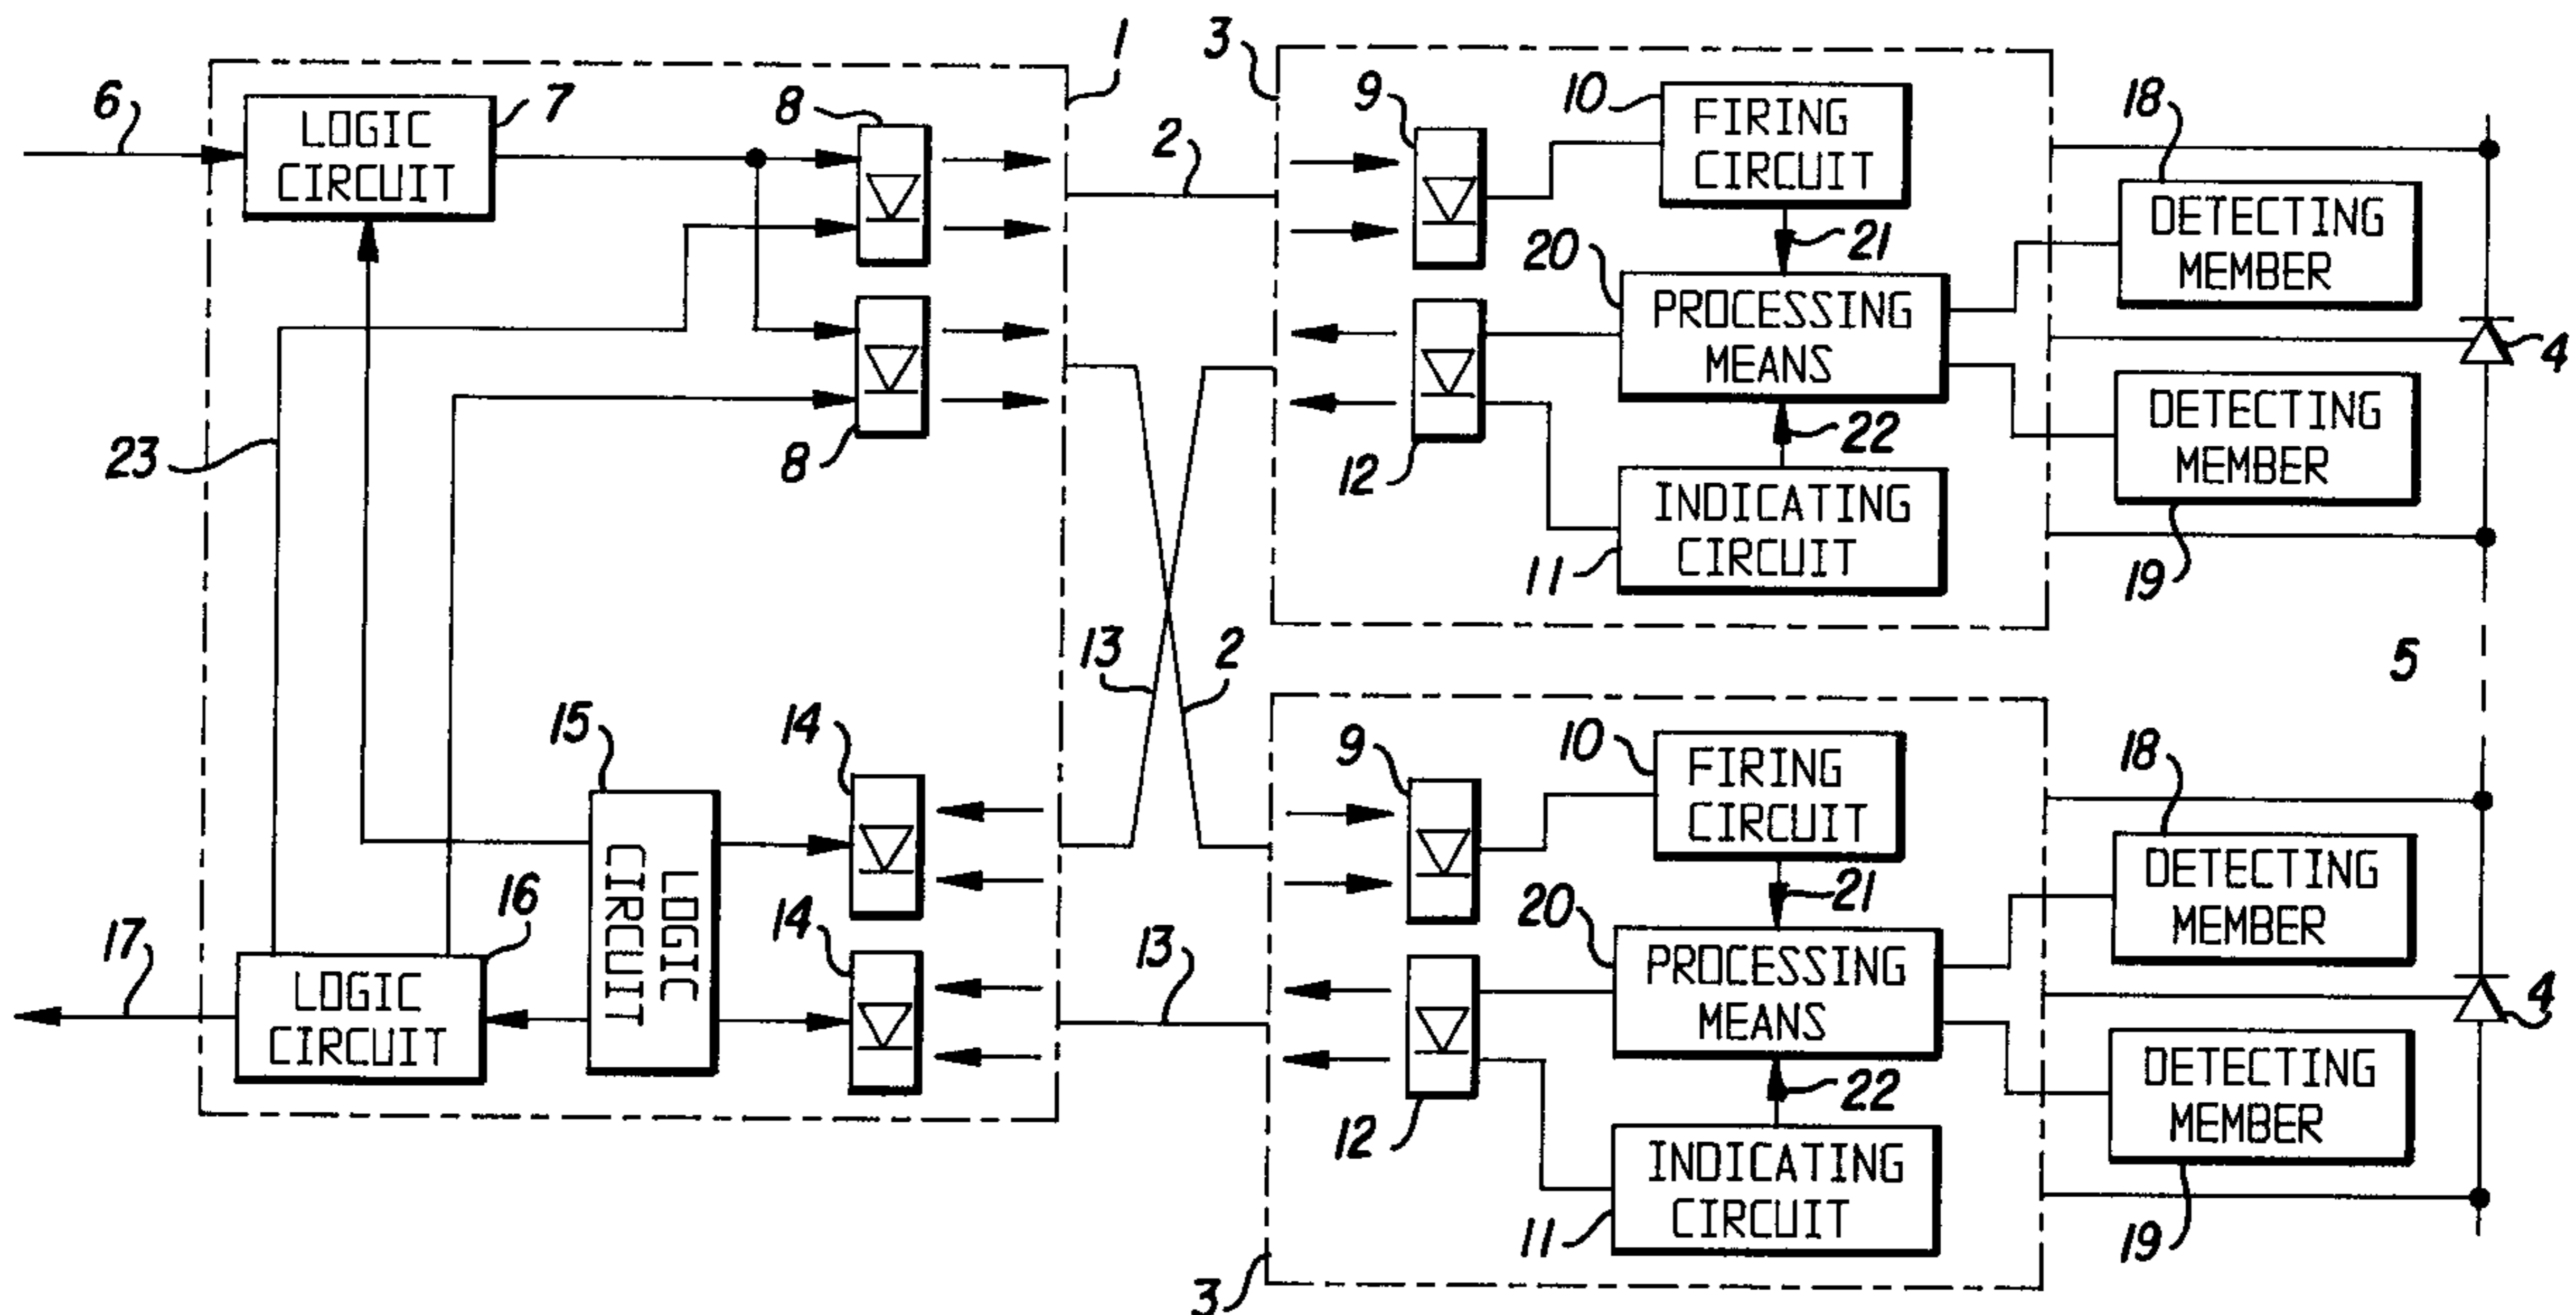 1
3
6
LOGIC
CIRCUIT
7
8
2
9
10
FIRING
CIRCUIT
18
DETECTING
MEMBER
21
20
PROCESSING
MEANS
4
23
8
12
22
DETECTING
MEMBER
INDICATING
CIRCUIT
11
19
13
2
5
15
14
9
10
FIRING
CIRCUIT
18
DETECTING
MEMBER
LOGIC
CIRCUIT
16
14
17
LOGIC
CIRCUIT
13
21
20
PROCESSING
MEANS
4
12
22
DETECTING
MEMBER
INDICATING
CIRCUIT
11
19
3